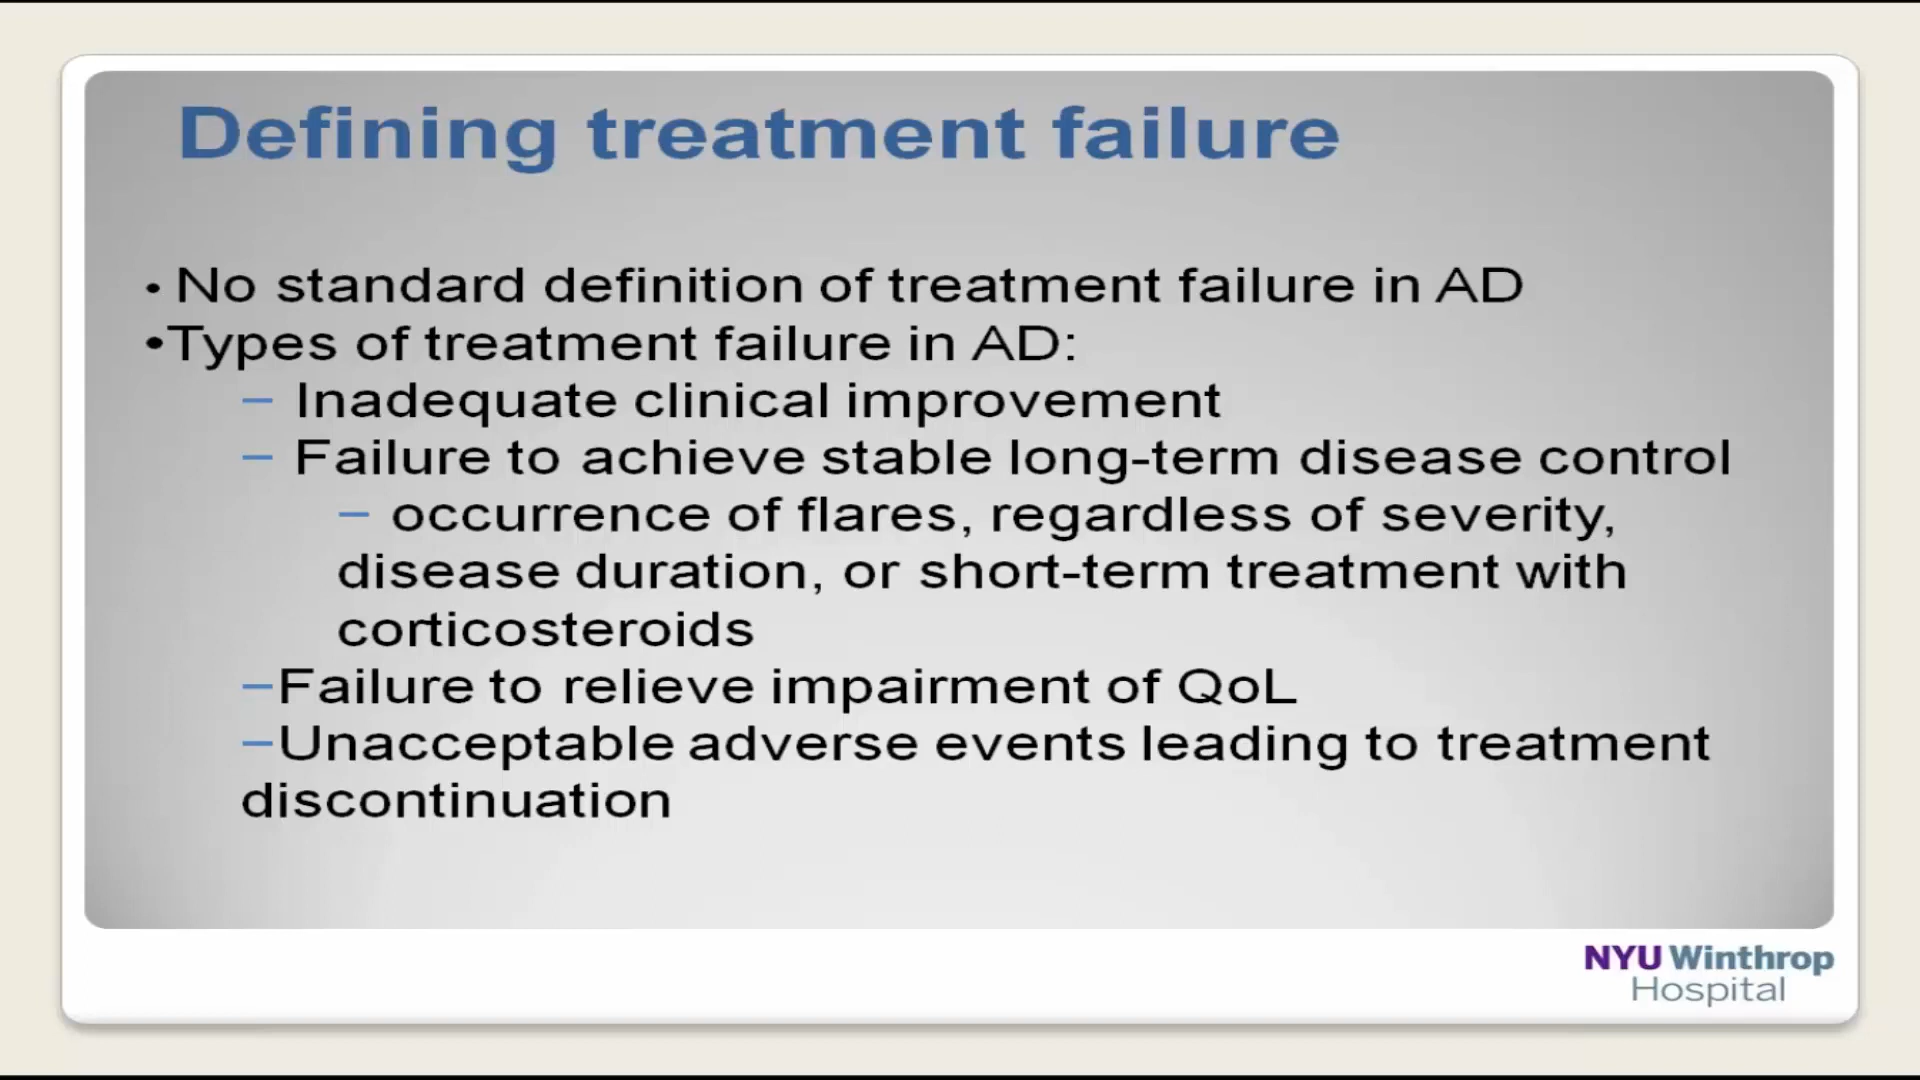 Defining treatment failure
• No standard definition of treatment failure in AD
•Types of treatment failure in AD:
– Inadequate clinical improvement
– Failure to achieve stable long-term disease control
– occurrence of flares, regardless of severity,
disease duration, or short-term treatment with
corticosteroids
–Failure to relieve impairment of QoL
–Unacceptable adverse events leading to treatment
discontinuation
NYU Winthrop
Hospital